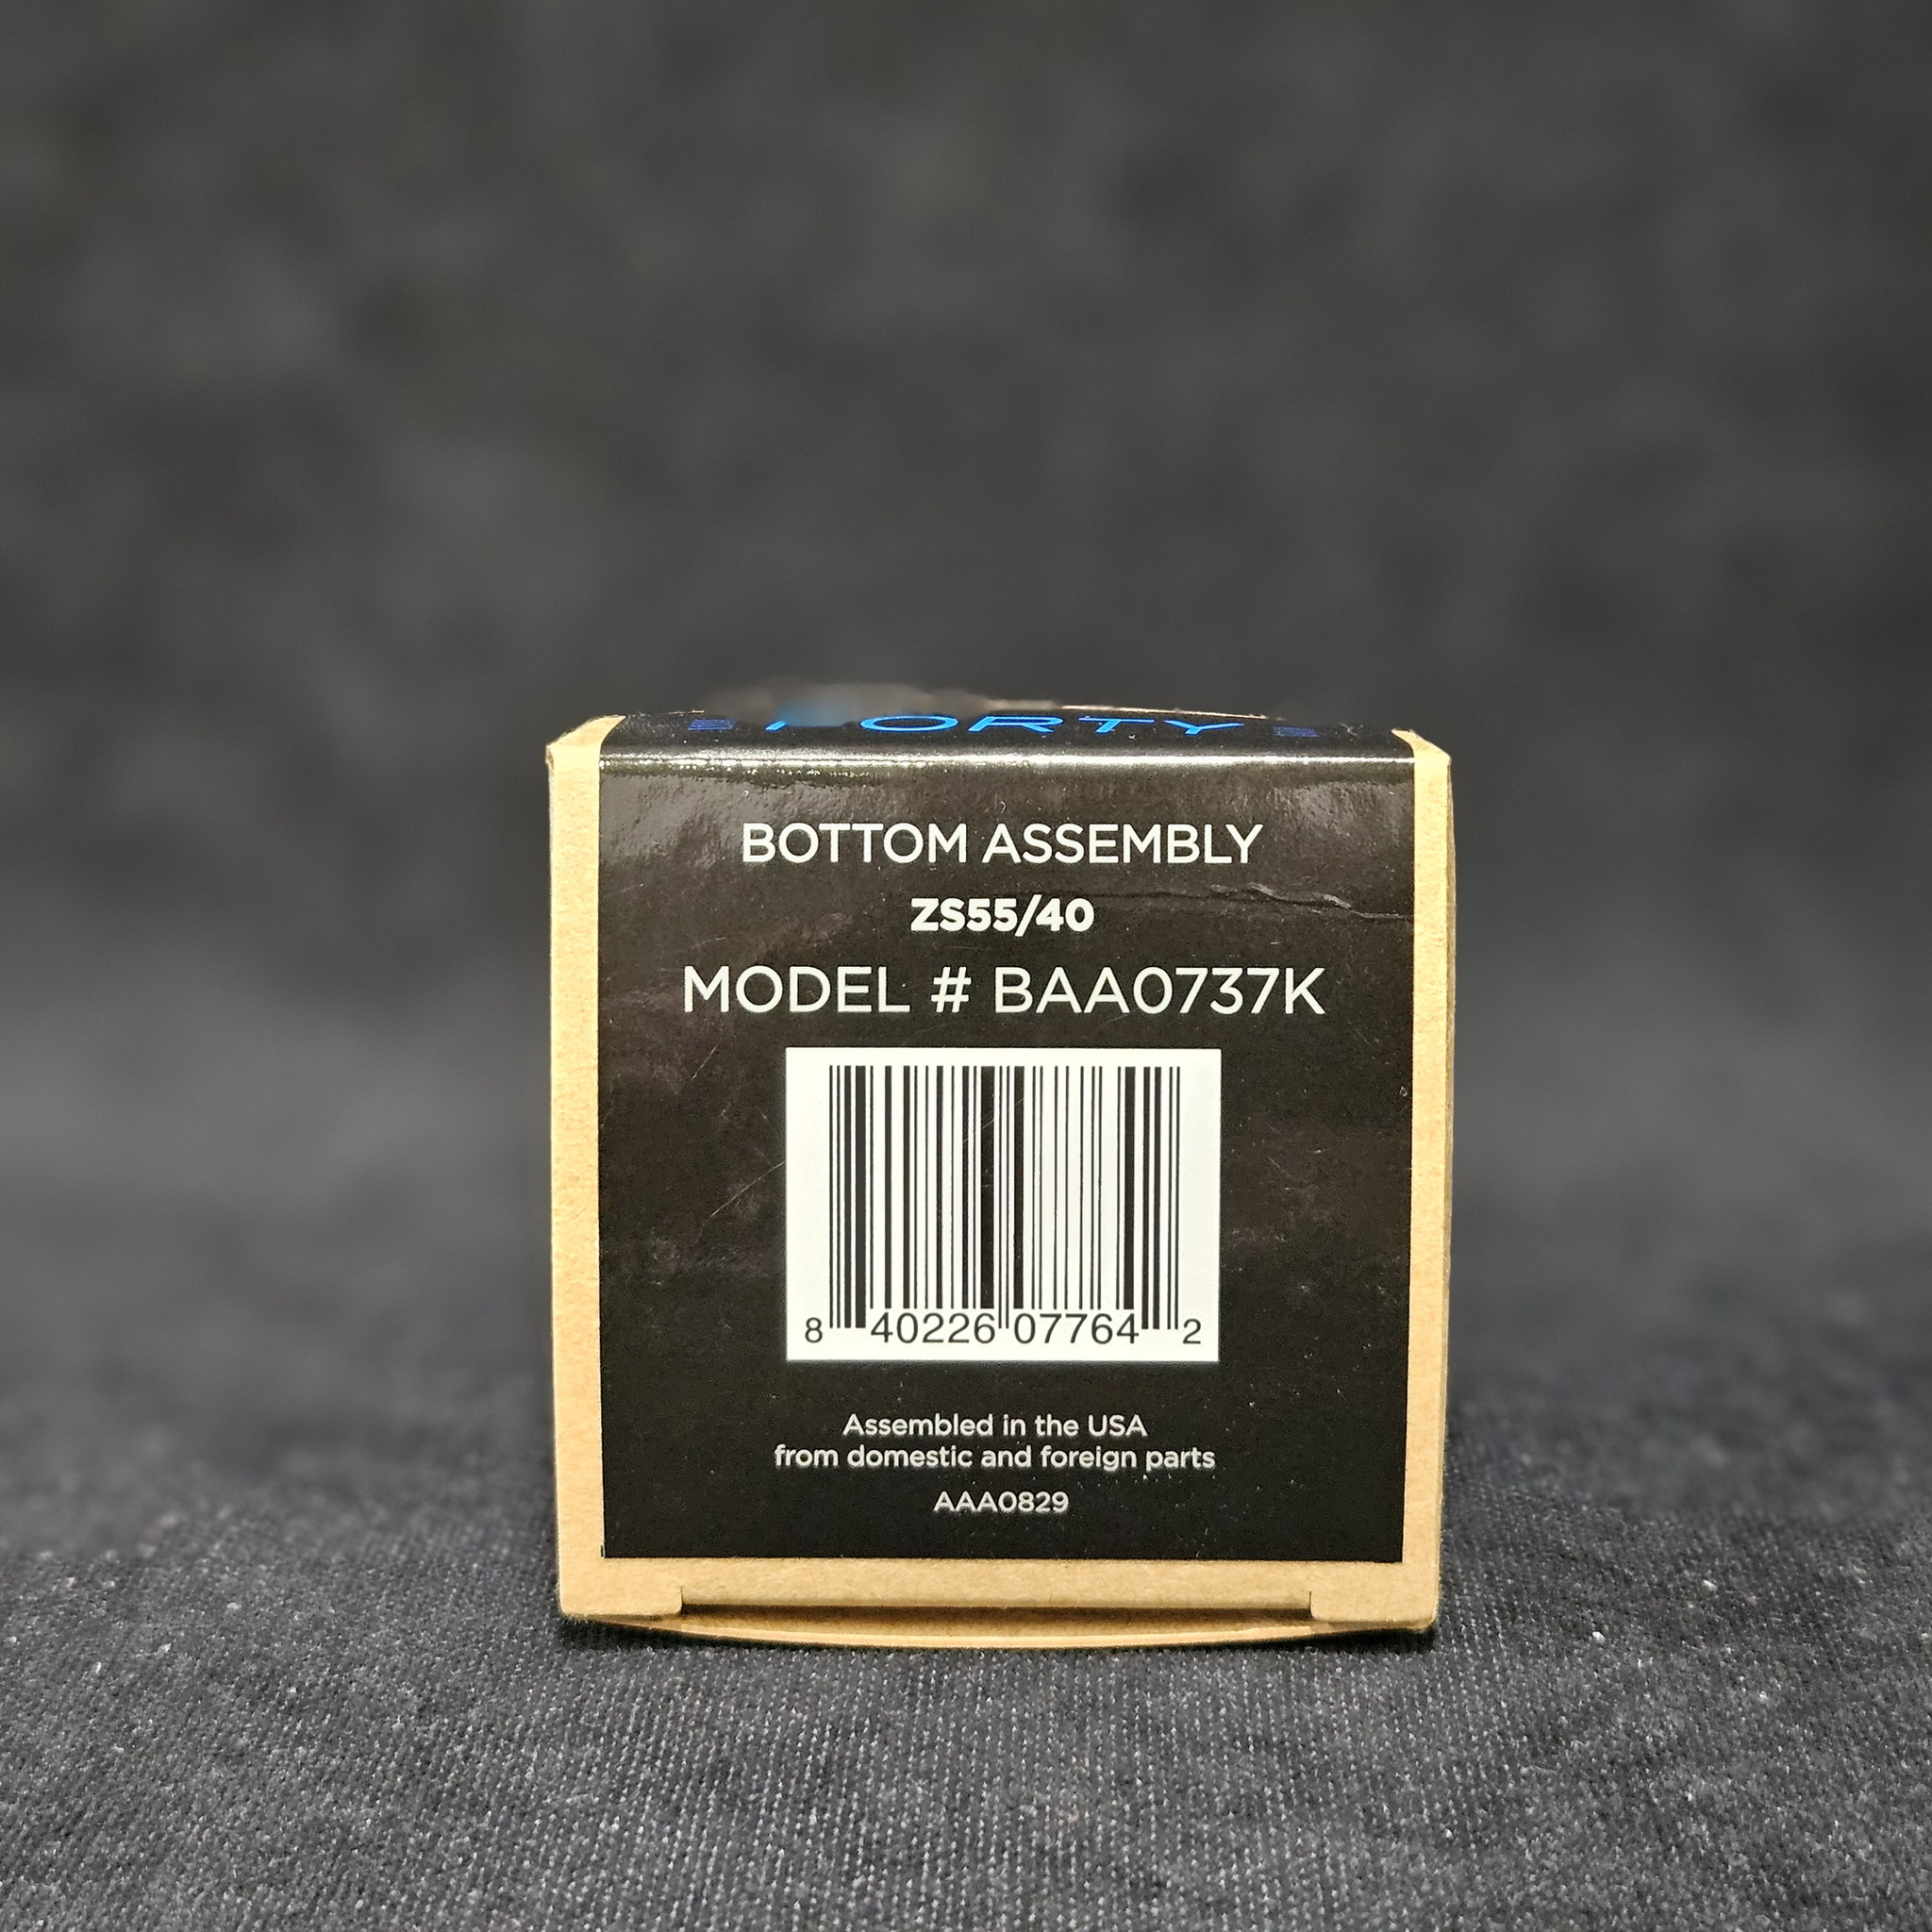 FORTY
BOTTOM ASSEMBLY
ZS55/40
MODEL # BAA0737K
8 40226 07764 2
Assembled in the USA
from domestic and foreign parts
AAA0829